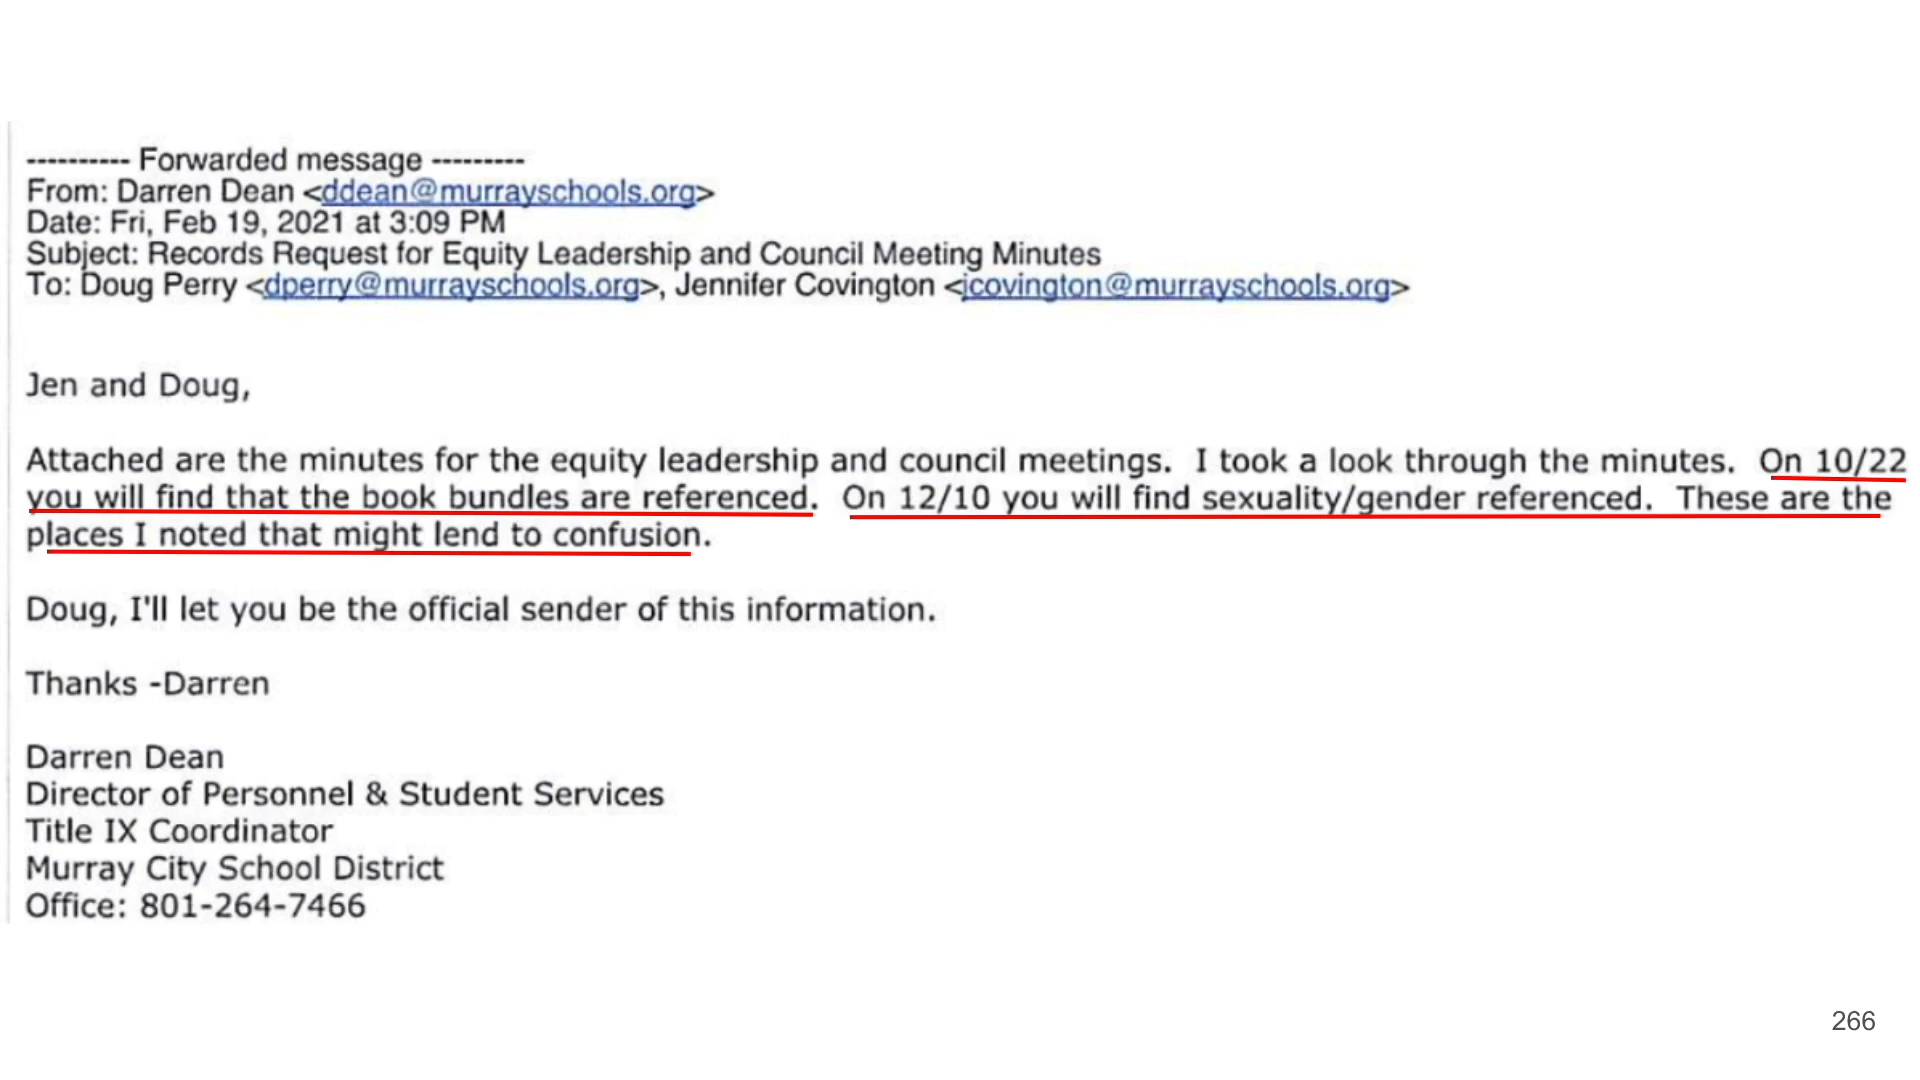 ---------- Forwarded message ---------
From: Darren Dean <ddean@murrayschools.org>
Date: Fri, Feb 19, 2021 at 3:09 PM
Subject: Records Request for Equity Leadership and Council Meeting Minutes
To: Doug Perry <dperry@murrayschools.org>, Jennifer Covington <jcovington@murrayschools.org>
Jen and Doug,
Attached are the minutes for the equity leadership and council meetings.  I took a look through the minutes.  On 10/22
you will find that the book bundles are referenced.  On 12/10 you will find sexuality/gender referenced.  These are the
places I noted that might lend to confusion.
Doug, I'll let you be the official sender of this information.
Thanks -Darren
Darren Dean
Director of Personnel & Student Services
Title IX Coordinator
Murray City School District
Office: 801-264-7466
266